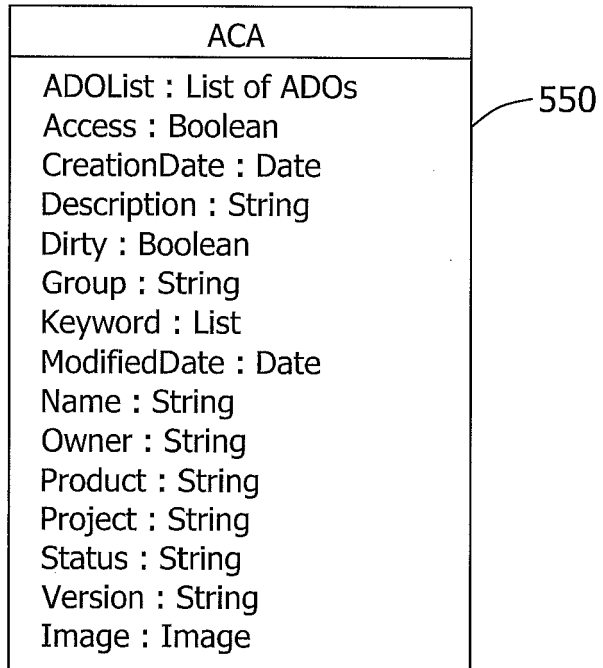 ACA
ADOList : List of ADOs
550
Access : Boolean
CreationDate : Date
Description : String
Dirty : Boolean
Group : String
Keyword : List
ModifiedDate : Date
Name : String
Owner : String
Product : String
Project : String
Status : String
Version : String
Image : Image